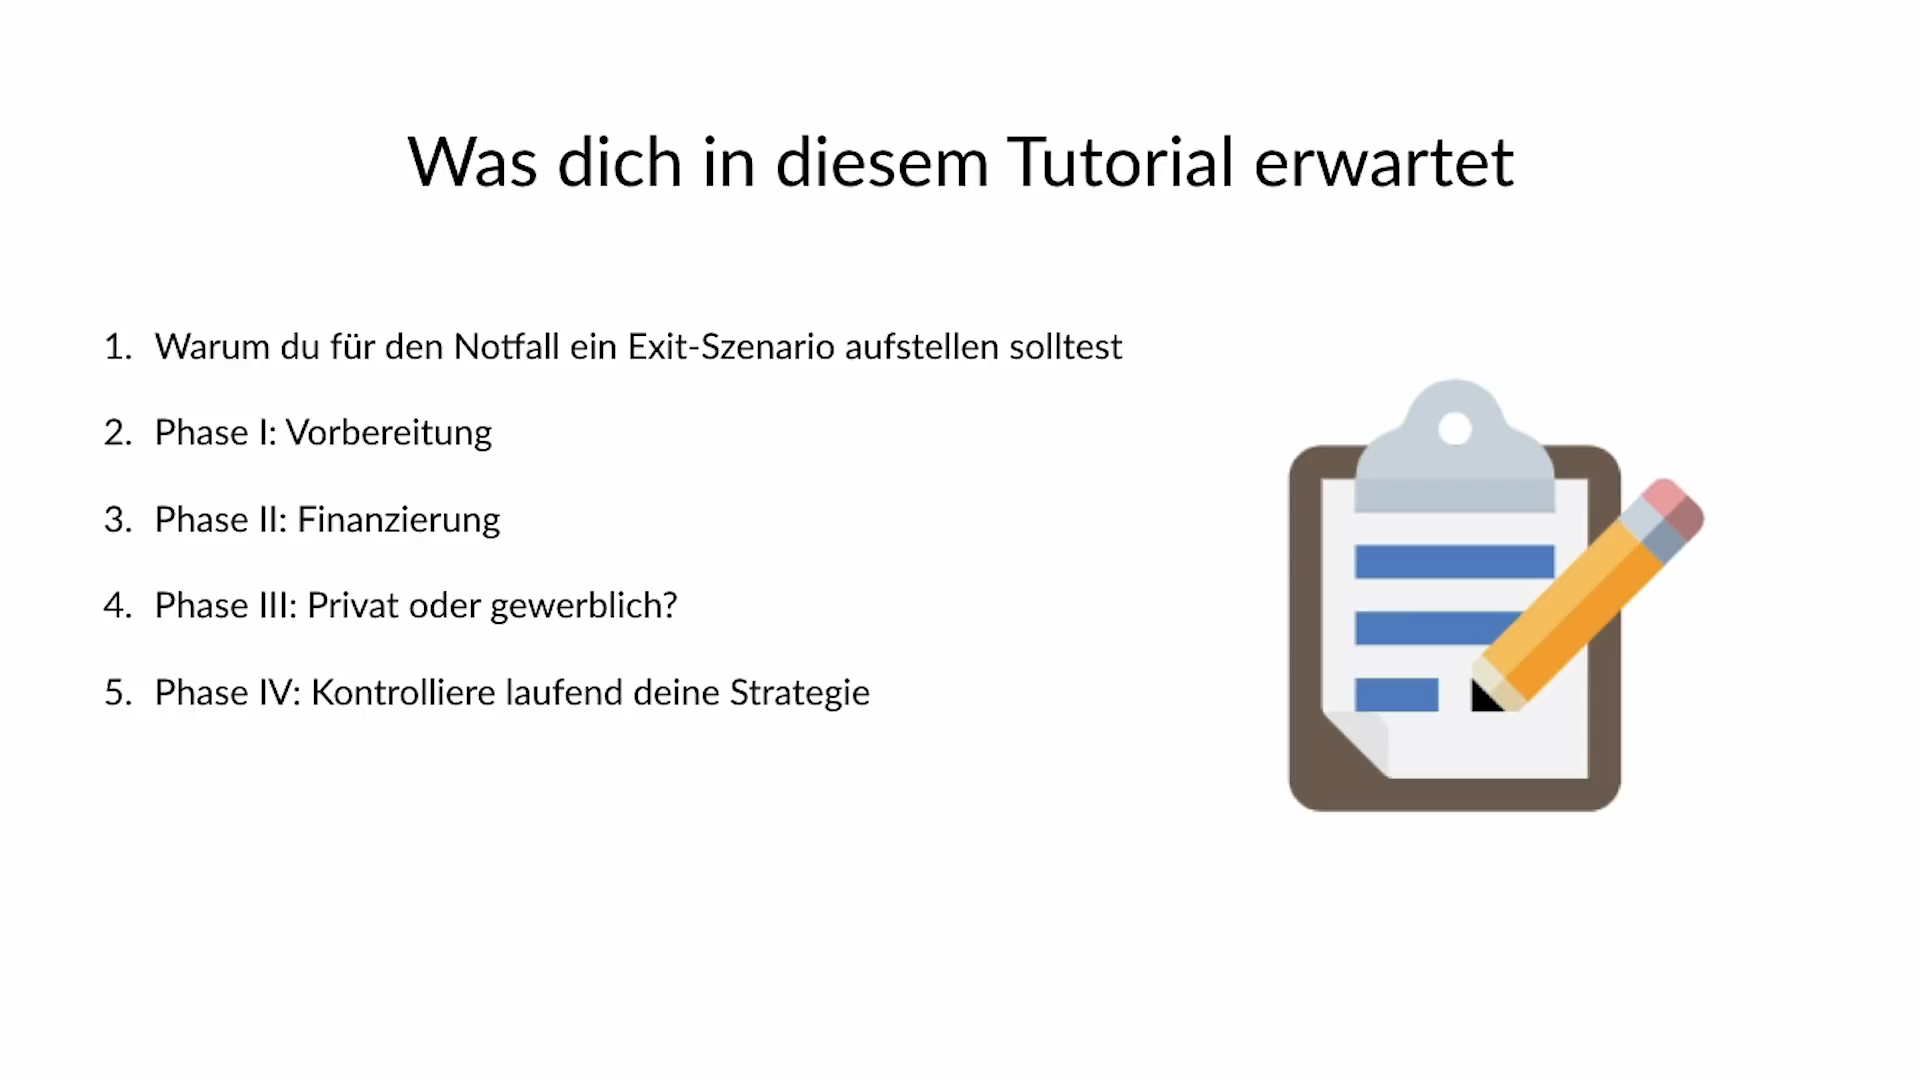 Was dich in diesem Tutorial erwartet
1. Warum du für den Notfall ein Exit-Szenario aufstellen solltest
2. Phase I: Vorbereitung
3. Phase II: Finanzierung
4. Phase III: Privat oder gewerblich?
5. Phase IV: Kontrolliere laufend deine Strategie